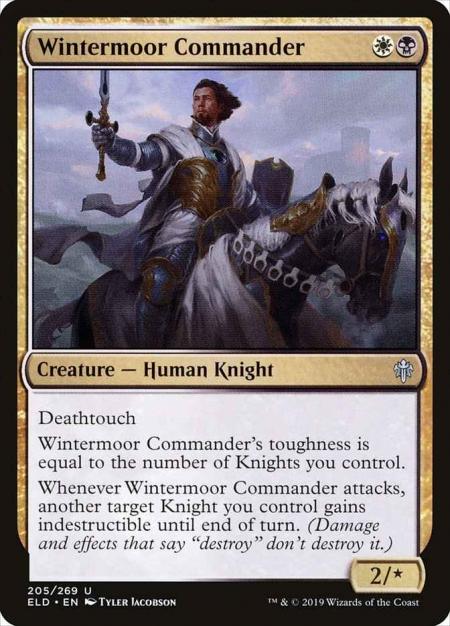 Wintermoor Commander
Creature — Human Knight
Deathtouch
Wintermoor Commander's toughness is
equal to the number of Knights you control.
Whenever Wintermoor Commander attacks,
another target Knight you control gains
indestructible until end of turn. (Damage
and effects that say “destroy” don't destroy it.)
2/*
205/269 U
ELD • EN Tyler Jacobson
™ & © 2019 Wizards of the Coast